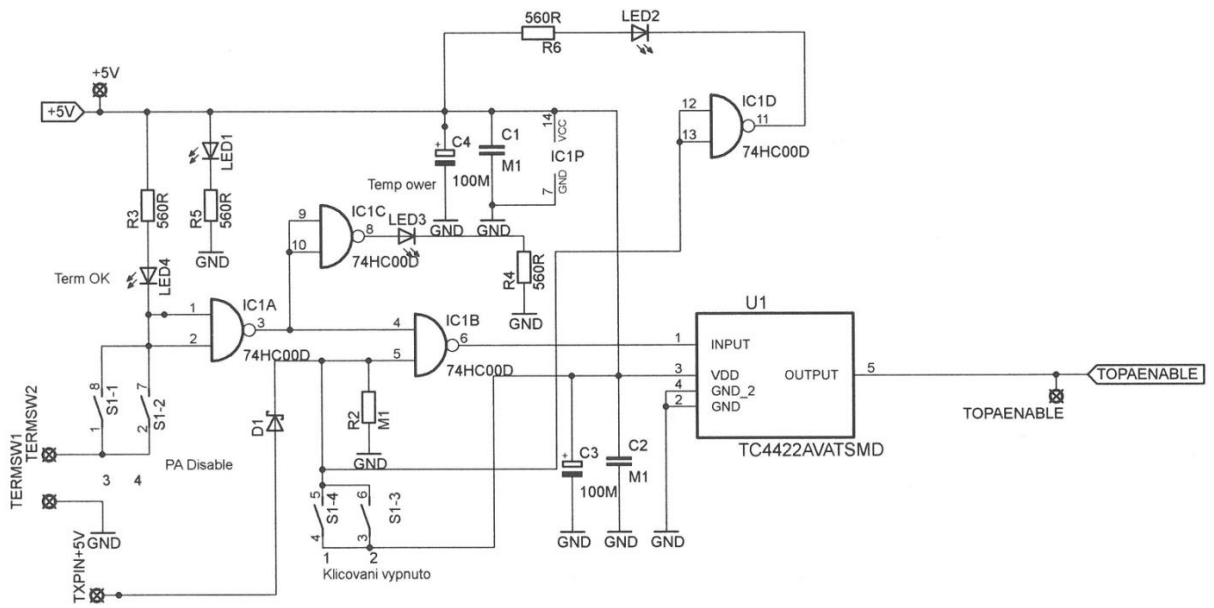 560R
LED2
R6
+5V
+5V
12
13
IC1D
11
74HC00D
LED1
R3
560R
R5
560R
GND
C4
+
100M
C1
M1
14
VCC
IC1P
7
GND
Temp ower
GND
GND
IC1C
9
10
8
LED3
74HC00D
R4
560R
GND
Term OK
LED4
IC1A
1
2
3
74HC00D
IC1B
4
5
6
74HC00D
U1
1
INPUT
3
VDD
4
GND_2
2
GND
OUTPUT
5
TC4422AVATSMD
TOPAENABLE
TOPAENABLE
8
S1-1
1
7
S1-2
2
TERMSW2
TERMSW1
3
4
PA Disable
GND
D1
R2
M1
GND
5
S1-4
4
6
S1-3
3
1
2
Klicovani vypnuto
C3
+
100M
C2
M1
GND
GND
GND
TXPIN+5V